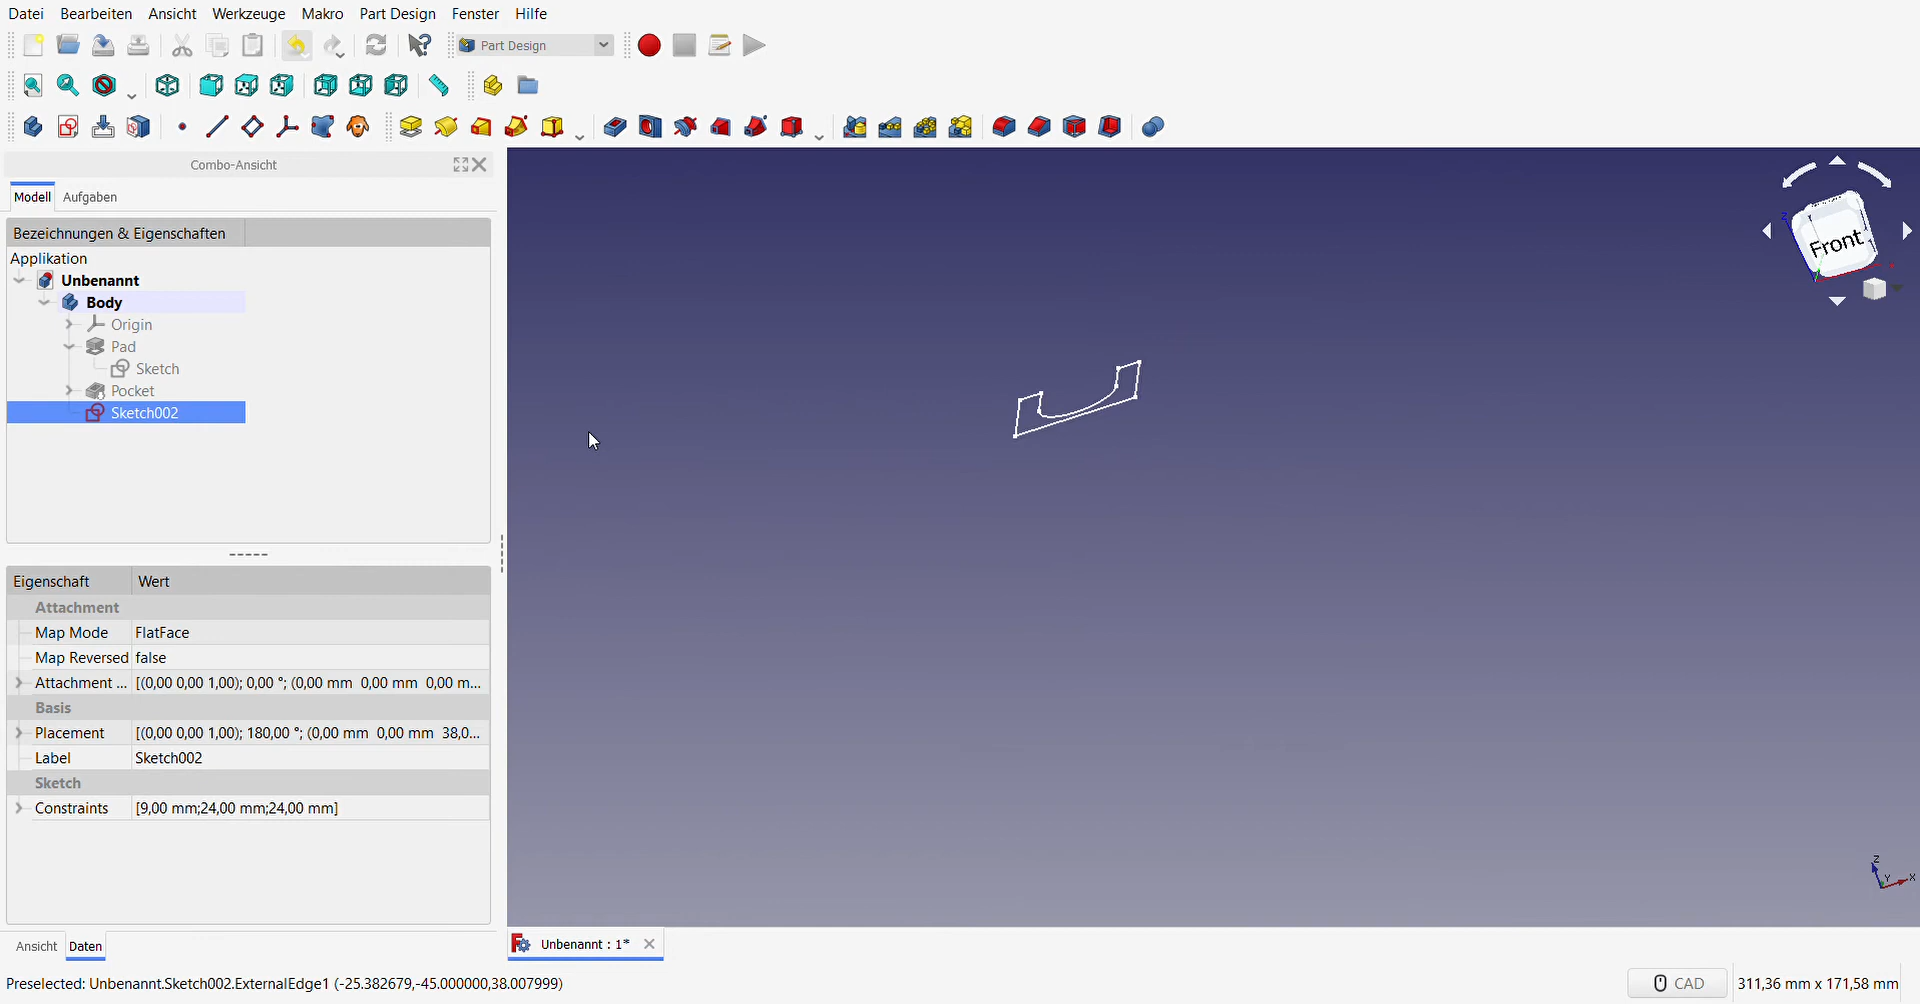 Datei Bearbeiten Ansicht Werkzeuge Makro Part Design Fenster Hilfe
Part Design
Combo-Ansicht
Modell Aufgaben
Bezeichnungen & Eigenschaften
Applikation
Unbenannt
Body
Origin
Pad
Sketch
Pocket
Sketch002
Eigenschaft Wert
Attachment
Map Mode FlatFace
Map Reversed false
Attachment ... [(0,00 0,00 1,00); 0,00 °; (0,00 mm 0,00 mm 0,00 m...
Basis
Placement [(0,00 0,00 1,00); 180,00 °; (0,00 mm 0,00 mm 38,0...
Label Sketch002
Sketch
Constraints [9,00 mm;24,00 mm;24,00 mm]
Ansicht Daten
Front
Z
Z
Y
X
Unbenannt : 1*
Preselected: Unbenannt.Sketch002.ExternalEdge1 (-25.382679,-45.000000,38.007999)
CAD
311,36 mm x 171,58 mm